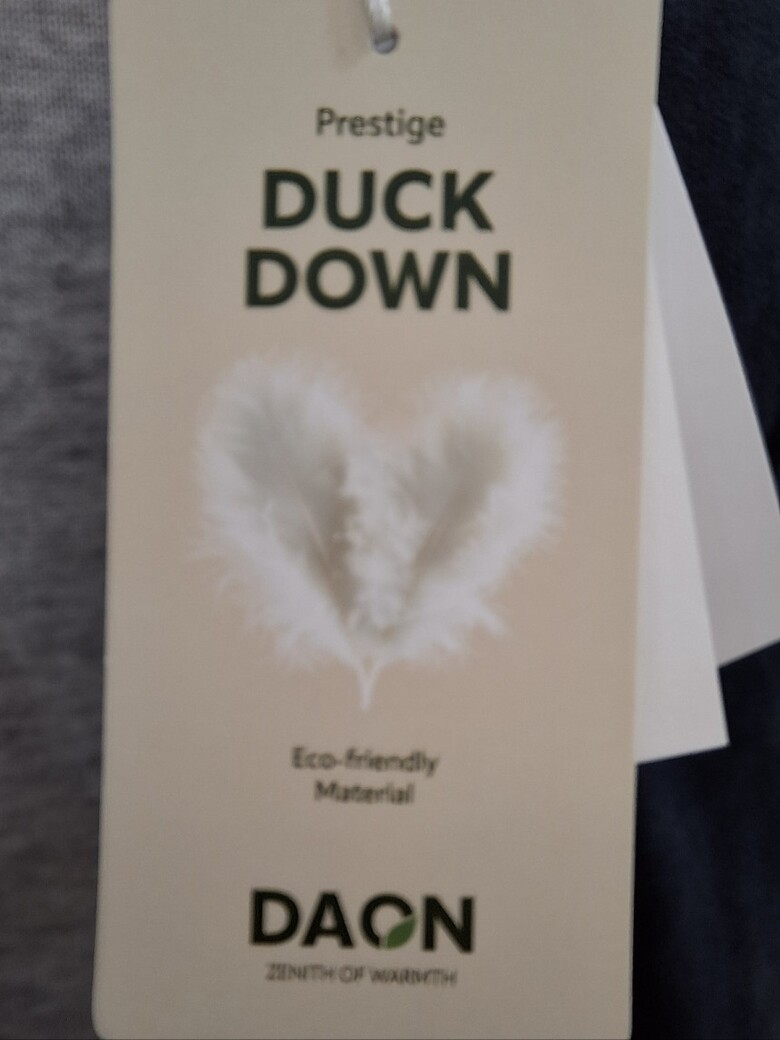 Prestige
DUCK
DOWN
Eco-friendly
Material
DAON
ZENITH OF WARMTH